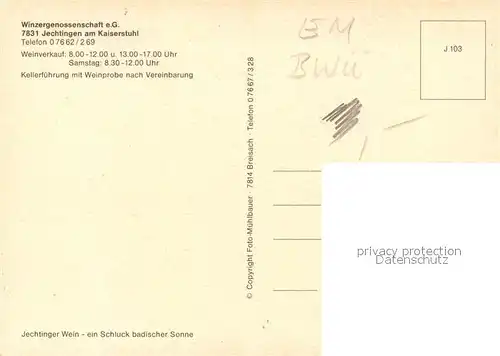 Winzergenossenschaft e.G.
7831 Jechtingen am Kaiserstuhl
Telefon 0 76 62 / 2 69
Weinverkauf: 8.00 -12.00 u. 13.00 -17.00 Uhr
Samstag: 8.30 -12.00 Uhr
Kellerführung mit Weinprobe nach Vereinbarung
Jechtinger Wein - ein Schluck badischer Sonne
© Copyright Foto-Mühlbauer · 7814 Breisach · Telefon 0 76 67 / 3 28
EM
BWü
J 103
privacy protection
Datenschutz